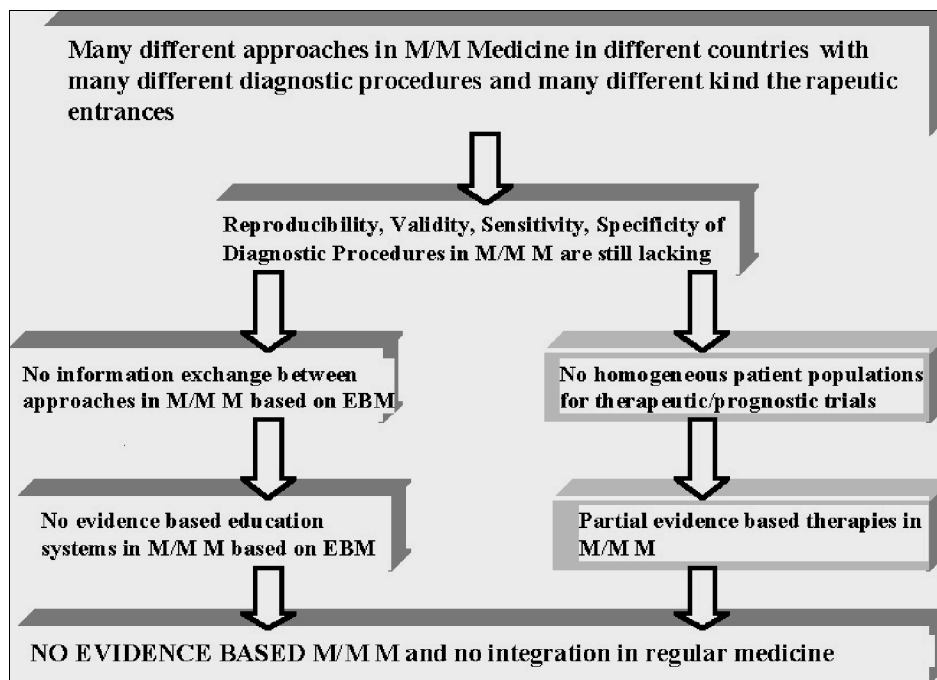 Many different approaches in M/M Medicine in different countries with
many different diagnostic procedures and many different kind the rapeutic
entrances
Reproducibility, Validity, Sensitivity, Specificity of
Diagnostic Procedures in M/M M are still lacking
No information exchange between
approaches in M/M M based on EBM
No homogeneous patient populations
for therapeutic/prognostic trials
No evidence based education
systems in M/M M based on EBM
Partial evidence based therapies in
M/M M
NO EVIDENCE BASED M/M M and no integration in regular medicine